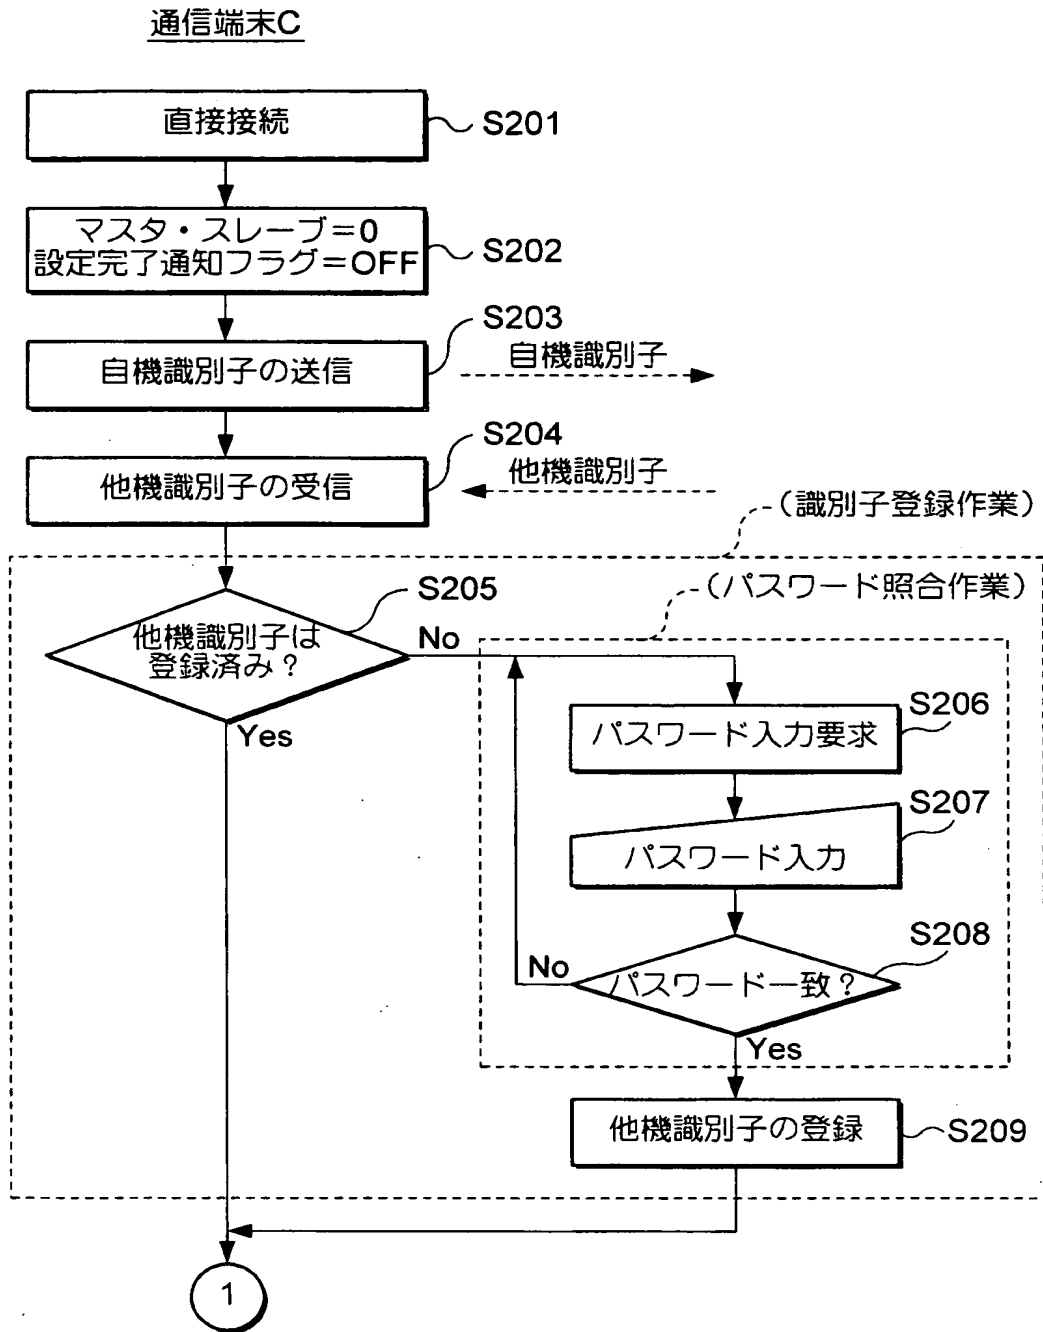 通信端末C
直接接続
S201
マスタ・スレーブ=0
設定完了通知フラグ=OFF
S202
S203
自機識別子の送信
自機識別子
S204
他機識別子の受信
他機識別子
(識別子登録作業)
(パスワード照合作業)
S205
他機識別子は
登録済み?
No
Yes
S206
パスワード入力要求
S207
パスワード入力
S208
パスワード一致?
No
Yes
他機識別子の登録
S209
1